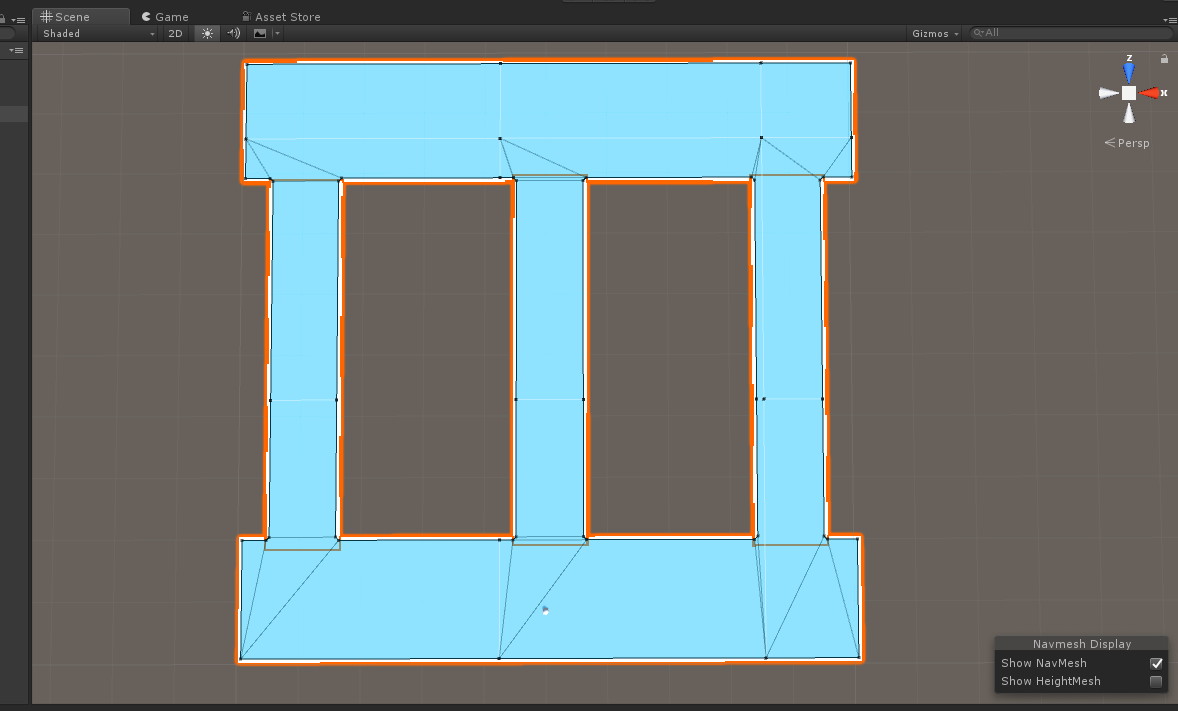 Scene Game Asset Store
Shaded 2D Gizmos All
z
x
Persp
Navmesh Display
Show NavMesh
Show HeightMesh